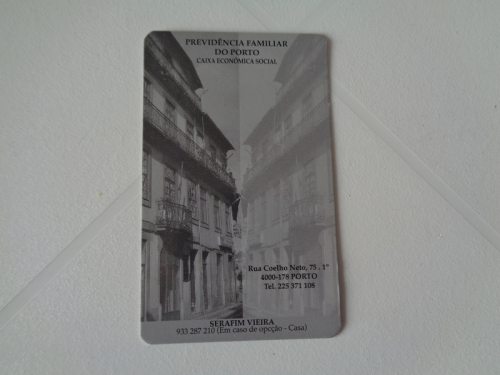 PREVIDÊNCIA FAMILIAR
DO PORTO
CAIXA ECONÓMICA SOCIAL
Rua Coelho Neto, 75 . 1º
4000-178 PORTO
Tel. 225 371 108
SERAFIM VIEIRA
933 287 210 (Em caso de opcção - Casa)